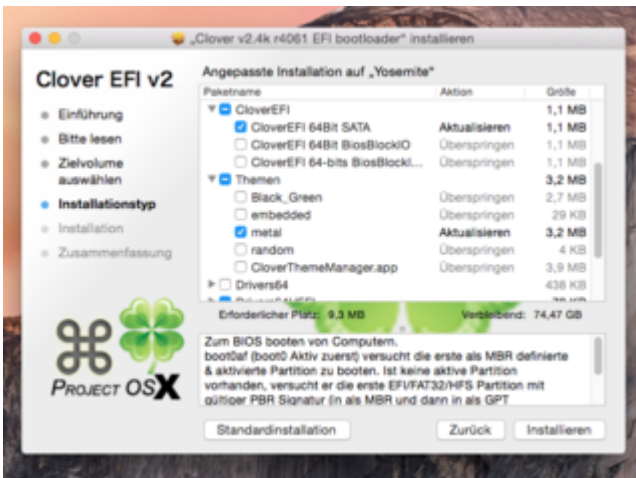 „Clover v2.4k r4061 EFI bootloader“ installieren
Clover EFI v2
Angepasste Installation auf „Yosemite“
Paketname Aktion Größe
Einführung
Bitte lesen
Zielvolume
auswählen
Installationstyp
Installation
Zusammenfassung
CloverEFI 1,1 MB
CloverEFI 64Bit SATA Aktualisieren 1,1 MB
CloverEFI 64Bit BiosBlockIO Überspringen 1,1 MB
CloverEFI 64-bits BiosBlockI... Überspringen 1,1 MB
Themen 3,2 MB
Black_Green Überspringen 2,7 MB
embedded Überspringen 29 KB
metal Aktualisieren 3,2 MB
random Überspringen 4 KB
CloverThemeManager.app Überspringen 3,9 MB
Drivers64 438 KB
Erforderlicher Platz: 9,3 MB Verbleibend: 74,47 GB
Zum BIOS booten von Computern.
boot0af (boot0 Aktiv zuerst) versucht die erste als MBR definierte
& aktivierte Partition zu booten. Ist keine aktive Partition
vorhanden, versucht er die erste EFI/FAT32/HFS Partition mit
gültiger PBR Signatur (in als MBR und dann in als GPT
PROJECT OSX
Standardinstallation Zurück Installieren